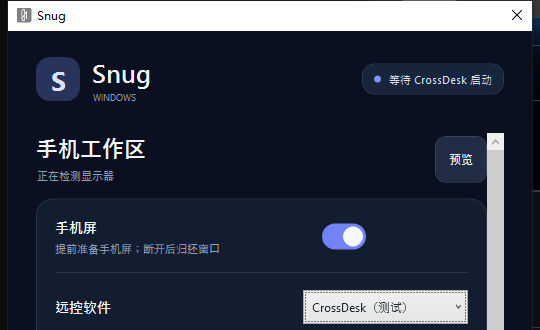 Snug
S
Snug
WINDOWS
等待 CrossDesk 启动
手机工作区
正在检测显示器
预览
手机屏
提前准备手机屏；断开后归还窗口
远控软件
CrossDesk（测试）